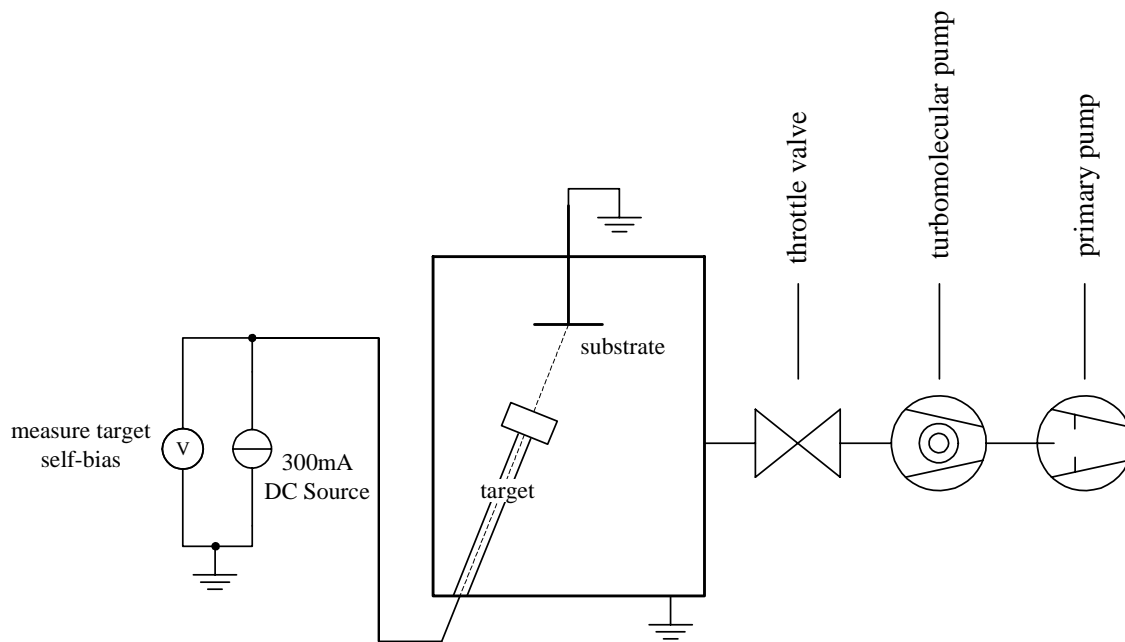 throttle valve
turbomolecular pump
primary pump
substrate
measure target
self-bias
V
300mA
DC Source
target